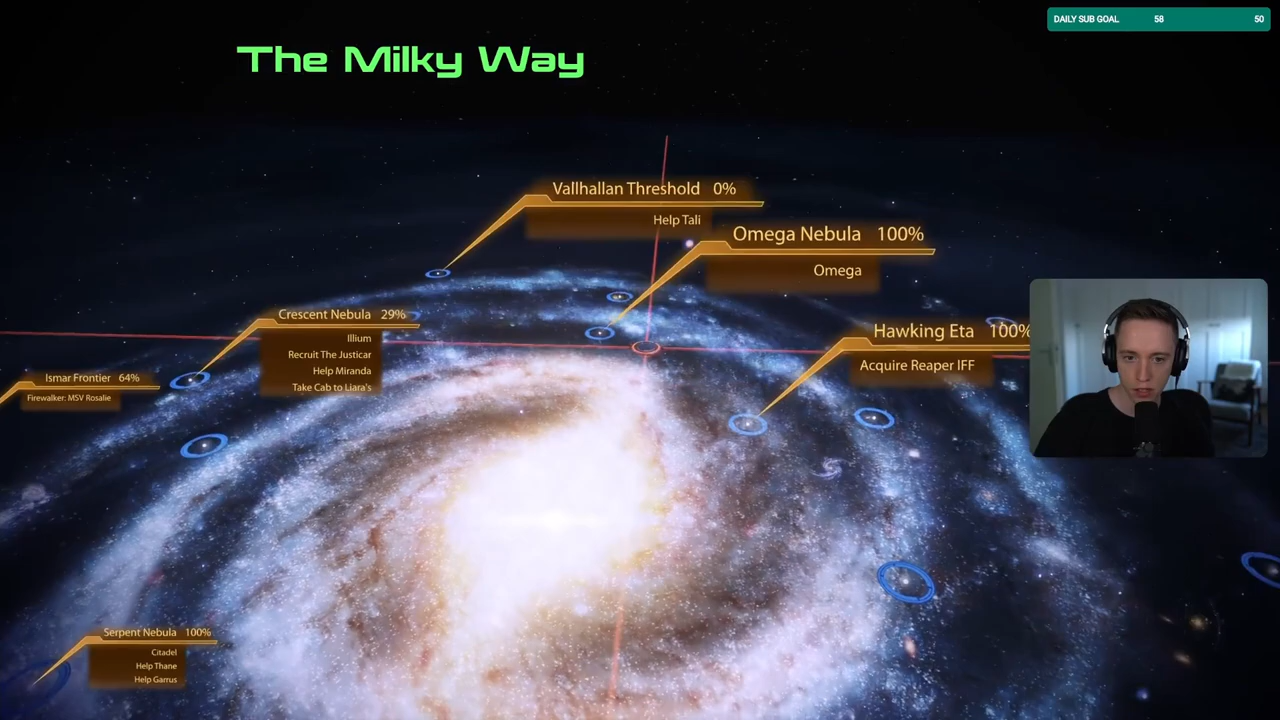 DAILY SUB GOAL 58 50
The Milky Way
Vallhallan Threshold 0%
Help Tali
Omega Nebula 100%
Omega
Crescent Nebula 29%
Illium
Recruit The Justicar
Help Miranda
Take Cab to Liara's
Hawking Eta 100%
Acquire Reaper IFF
Ismar Frontier 64%
Firewalker: MSV Rosalie
Serpent Nebula 100%
Citadel
Help Thane
Help Garrus